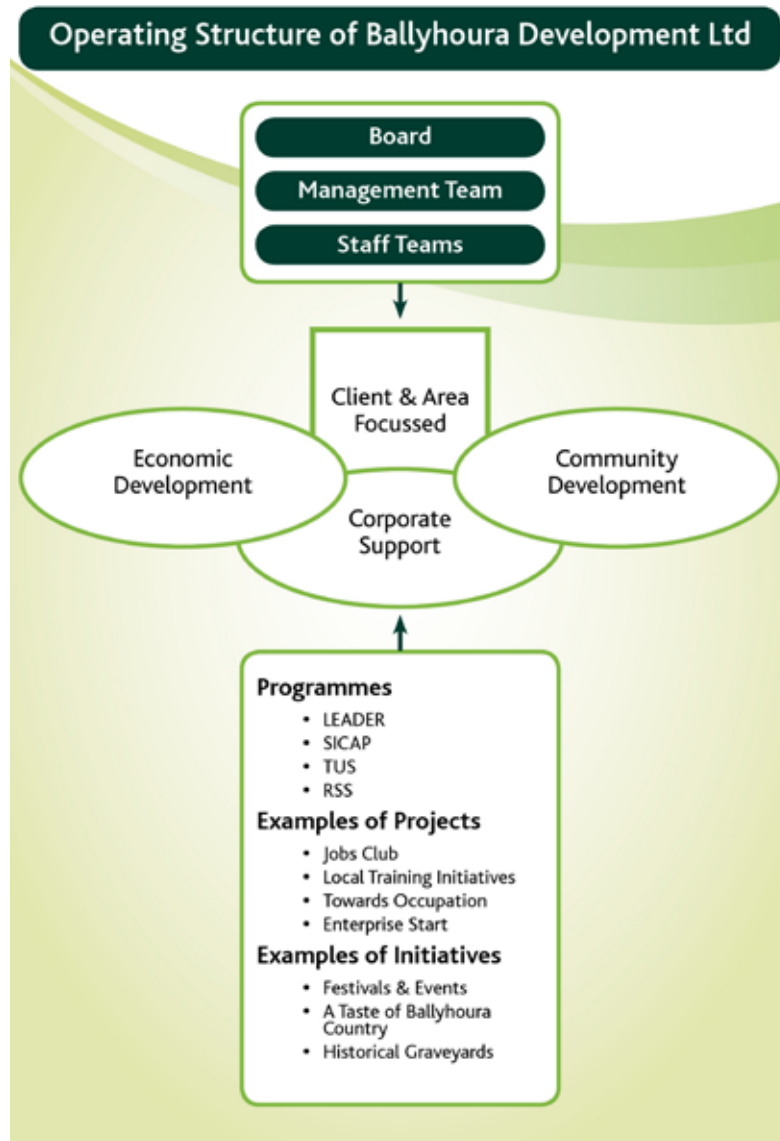 Operating Structure of Ballyhoura Development Ltd
Board
Management Team
Staff Teams
Client & Area
Focussed
Economic
Development
Community
Development
Corporate
Support
Programmes
• LEADER
• SICAP
• TUS
• RSS
Examples of Projects
• Jobs Club
• Local Training Initiatives
• Towards Occupation
• Enterprise Start
Examples of Initiatives
• Festivals & Events
• A Taste of Ballyhoura
Country
• Historical Graveyards